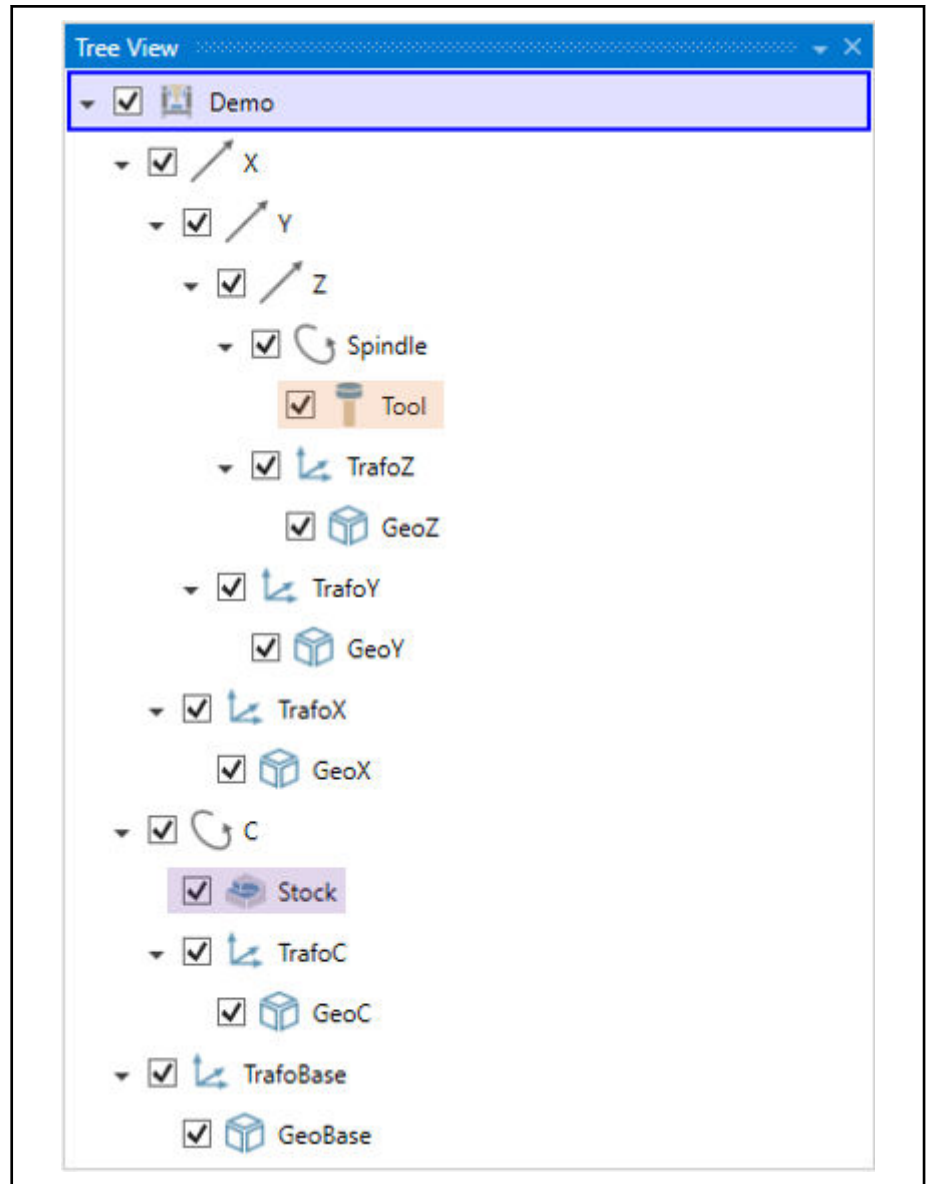 Tree View
Demo
X
Y
Z
Spindle
Tool
TrafoZ
GeoZ
TrafoY
GeoY
TrafoX
GeoX
C
Stock
TrafoC
GeoC
TrafoBase
GeoBase